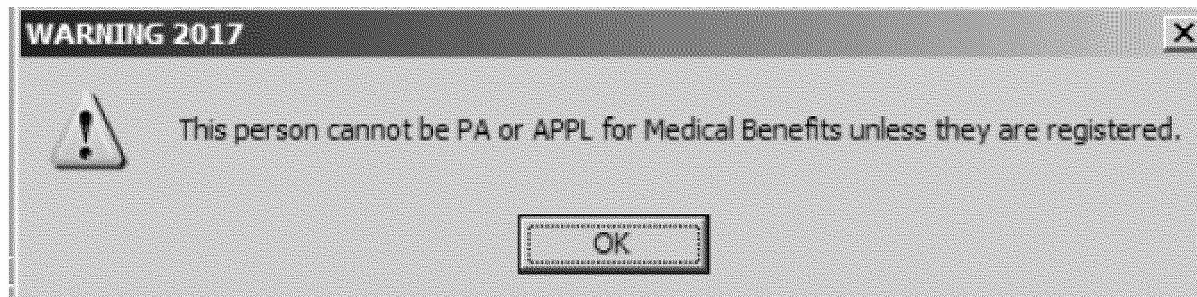 WARNING 2017
This person cannot be PA or APPL for Medical Benefits unless they are registered.
OK